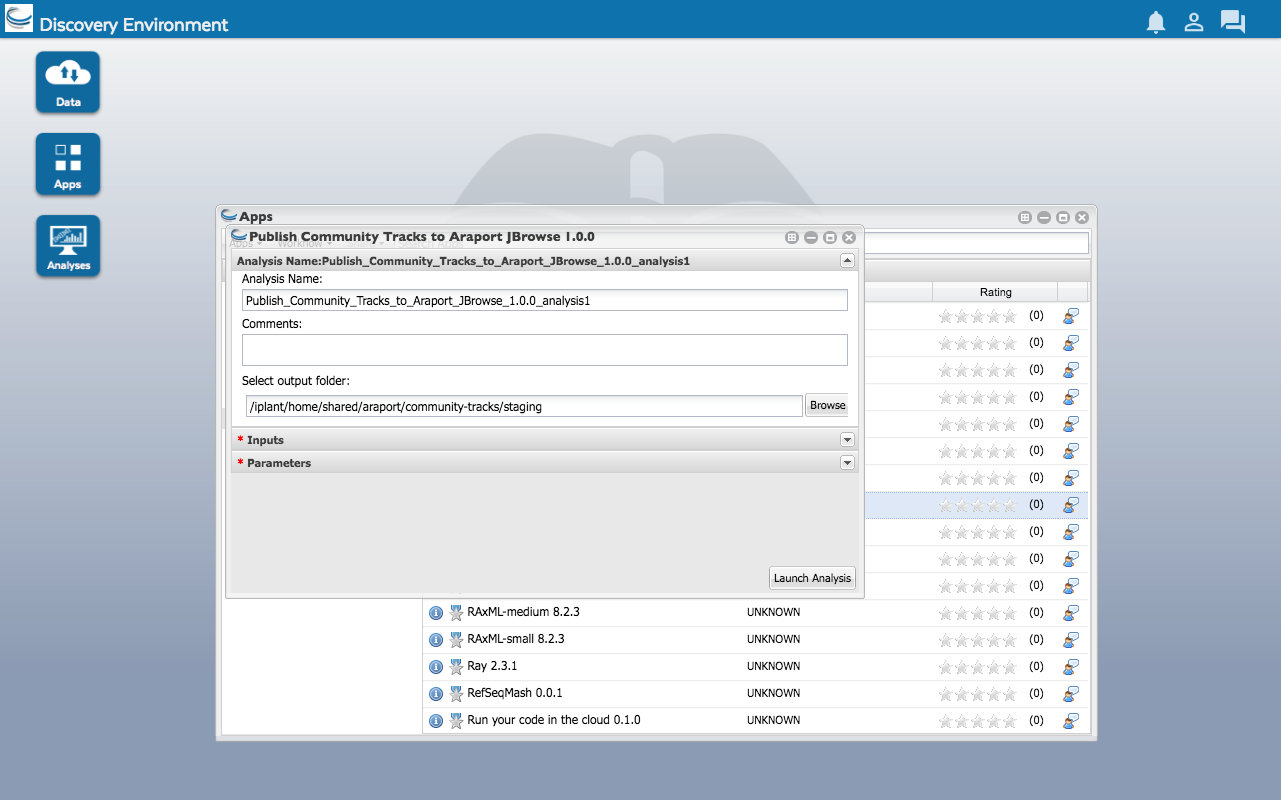 Discovery Environment
Data
Apps
Analyses
Apps
Publish Community Tracks to Araport JBrowse 1.0.0
Apps Workflow
Analysis Name:Publish_Community_Tracks_to_Araport_JBrowse_1.0.0_analysis1
Analysis Name:
Publish_Community_Tracks_to_Araport_JBrowse_1.0.0_analysis1
Comments:
Select output folder:
/iplant/home/shared/araport/community-tracks/staging
Browse
* Inputs
* Parameters
Launch Analysis
Rating
(0)
(0)
(0)
(0)
(0)
(0)
(0)
(0)
(0)
(0)
(0)
RAxML-medium 8.2.3 UNKNOWN (0)
RAxML-small 8.2.3 UNKNOWN (0)
Ray 2.3.1 UNKNOWN (0)
RefSeqMash 0.0.1 UNKNOWN (0)
Run your code in the cloud 0.1.0 UNKNOWN (0)